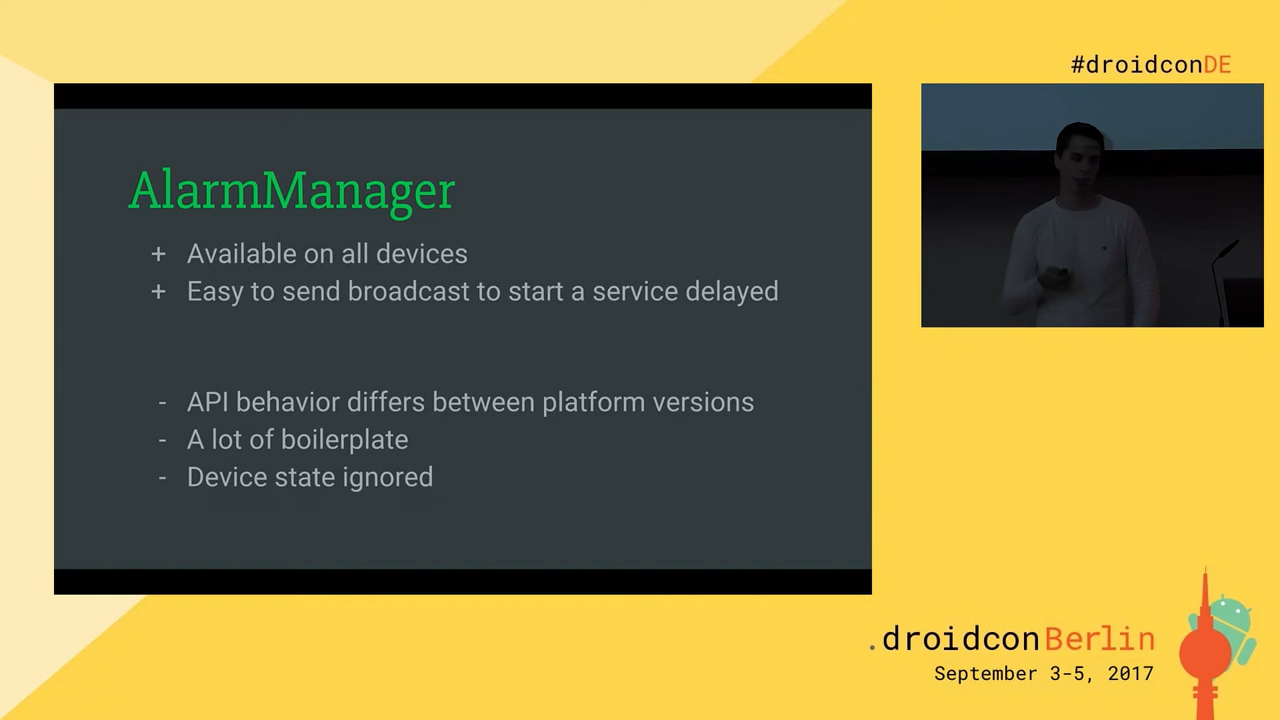 #droidconDE
AlarmManager
+ Available on all devices
+ Easy to send broadcast to start a service delayed
- API behavior differs between platform versions
- A lot of boilerplate
- Device state ignored
.droidconBerlin
September 3-5, 2017